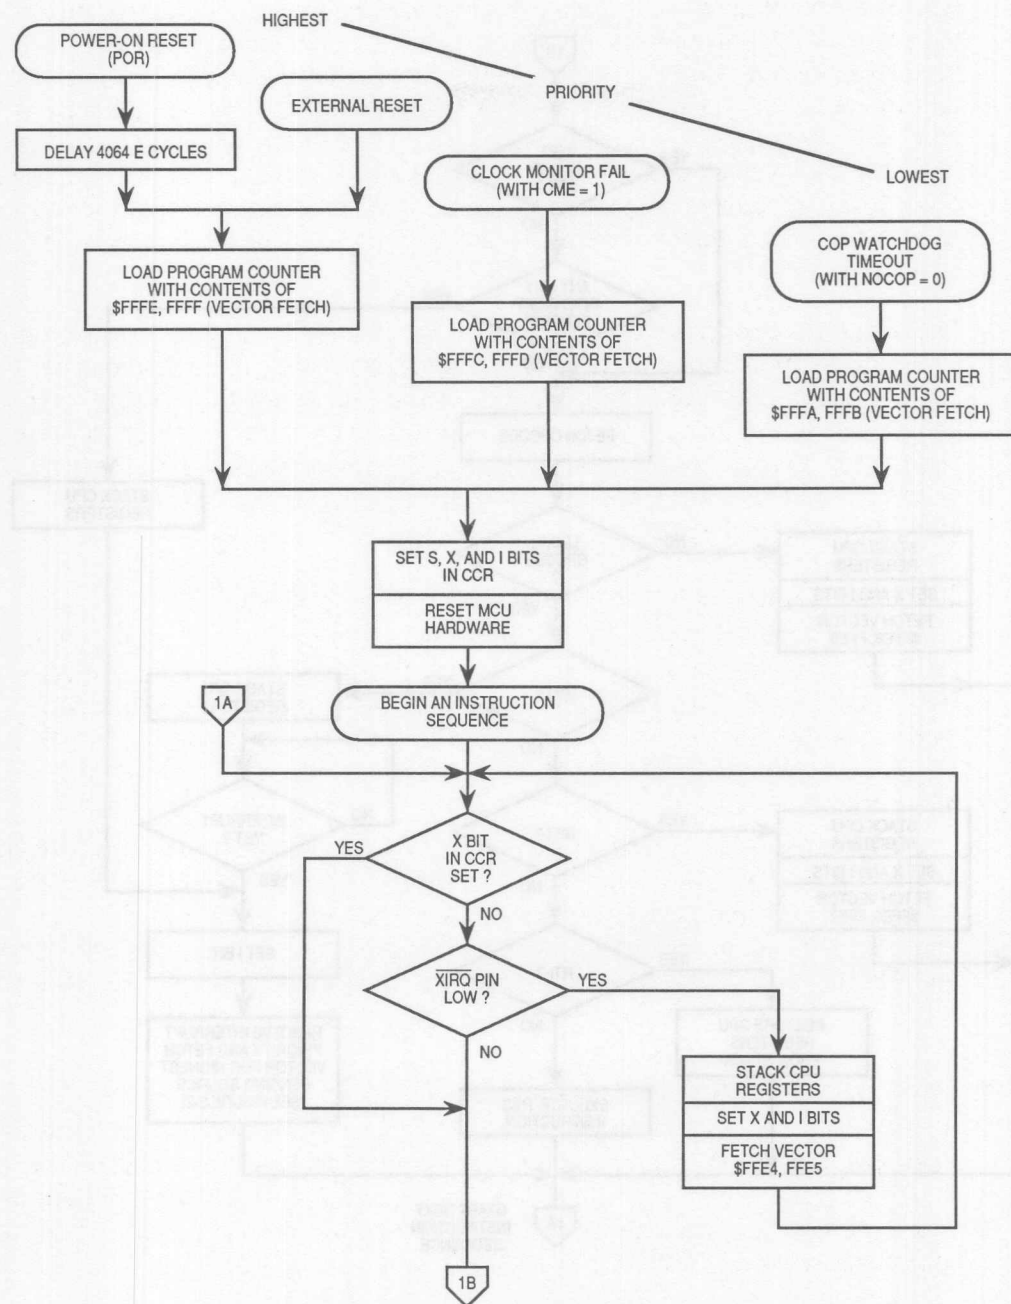 HIGHEST
POWER-ON RESET
(POR)
PRIORITY
EXTERNAL RESET
DELAY 4064 E CYCLES
CLOCK MONITOR FAIL
(WITH CME = 1)
LOWEST
COP WATCHDOG
TIMEOUT
(WITH NOCOP = 0)
LOAD PROGRAM COUNTER
WITH CONTENTS OF
$FFFE, FFFF (VECTOR FETCH)
LOAD PROGRAM COUNTER
WITH CONTENTS OF
$FFFC, FFFD (VECTOR FETCH)
LOAD PROGRAM COUNTER
WITH CONTENTS OF
$FFFA, FFFB (VECTOR FETCH)
SET S, X, AND I BITS
IN CCR
RESET MCU
HARDWARE
1A
BEGIN AN INSTRUCTION
SEQUENCE
X BIT
IN CCR
SET ?
YES
NO
XIRQ PIN
LOW ?
YES
NO
STACK CPU
REGISTERS
SET X AND I BITS
FETCH VECTOR
$FFE4, FFE5
1B